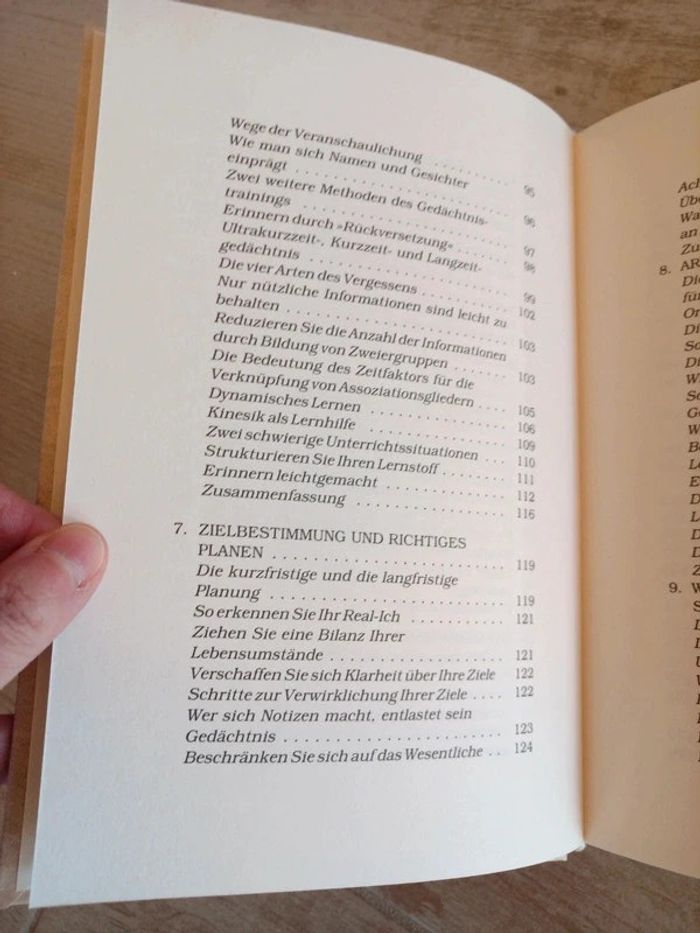 Wege der Veranschaulichung . . . . . . . . . . 95
Wie man sich Namen und Gesichter
einprägt . . . . . . . . . . . . . . . . . . . . . . . 96
Zwei weitere Methoden des Gedächtnis-
trainings . . . . . . . . . . . . . . . . . . . . . . . 97
Erinnern durch »Rückversetzung« . . . . . . . 98
Ultrakurzzeit-, Kurzzeit- und Langzeit-
gedächtnis . . . . . . . . . . . . . . . . . . . . . 99
Die vier Arten des Vergessens . . . . . . . . . 102
Nur nützliche Informationen sind leicht zu
behalten . . . . . . . . . . . . . . . . . . . . . . . 103
Reduzieren Sie die Anzahl der Informationen
durch Bildung von Zweiergruppen . . . . . . . 103
Die Bedeutung des Zeitfaktors für die
Verknüpfung von Assoziationsgliedern . . . . 105
Dynamisches Lernen . . . . . . . . . . . . . . . 106
Kinesik als Lernhilfe . . . . . . . . . . . . . . . 109
Zwei schwierige Unterrichtssituationen . . . 110
Strukturieren Sie Ihren Lernstoff . . . . . . . . 111
Erinnern leichtgemacht . . . . . . . . . . . . . 112
Zusammenfassung . . . . . . . . . . . . . . . . 116
7. ZIELBESTIMMUNG UND RICHTIGES
PLANEN . . . . . . . . . . . . . . . . . . . . . . . 119
Die kurzfristige und die langfristige
Planung . . . . . . . . . . . . . . . . . . . . . . . 119
So erkennen Sie Ihr Real-Ich . . . . . . . . . . 121
Ziehen Sie eine Bilanz Ihrer
Lebensumstände . . . . . . . . . . . . . . . . . 121
Verschaffen Sie sich Klarheit über Ihre Ziele 122
Schritte zur Verwirklichung Ihrer Ziele . . . . 122
Wer sich Notizen macht, entlastet sein
Gedächtnis . . . . . . . . . . . . . . . . . . . . . 123
Beschränken Sie sich auf das Wesentliche . . 124
an
8. AR
für
9.